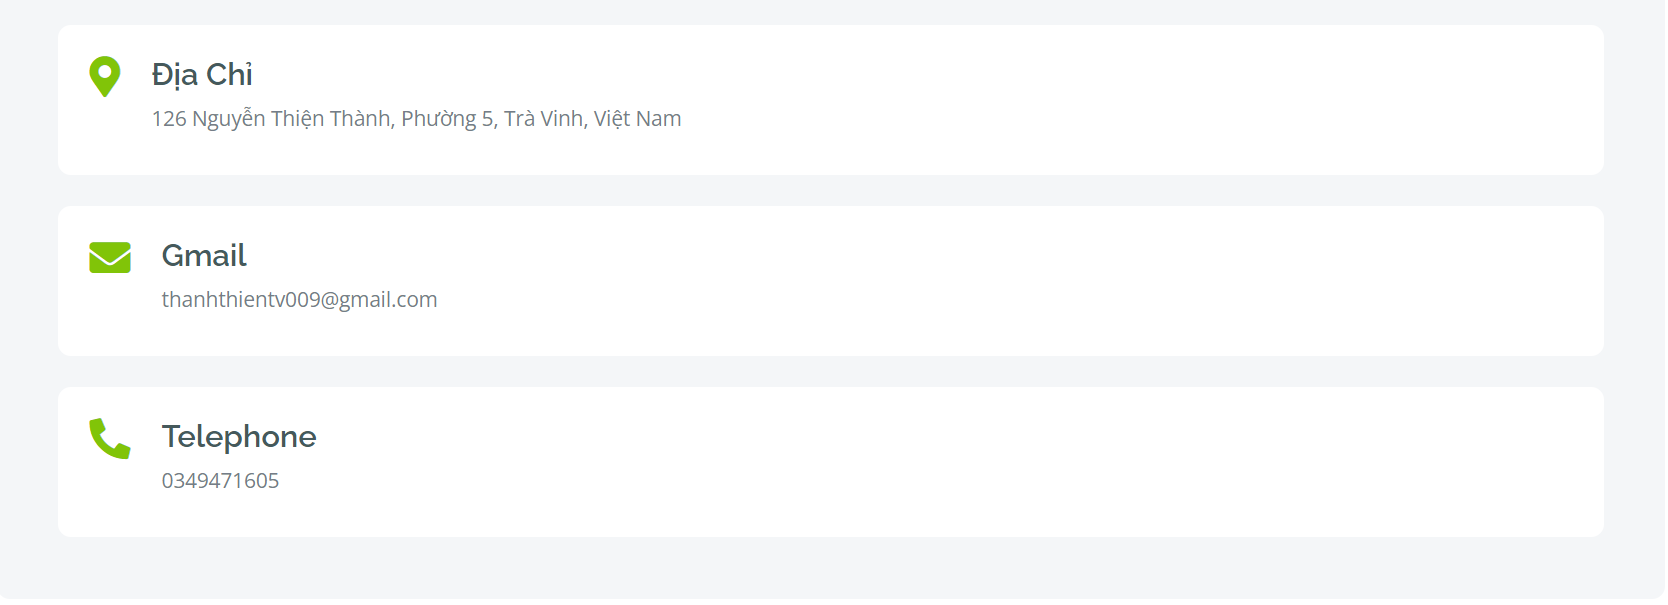 Địa Chỉ
126 Nguyễn Thiện Thành, Phường 5, Trà Vinh, Việt Nam
Gmail
thanhthientv009@gmail.com
Telephone
0349471605